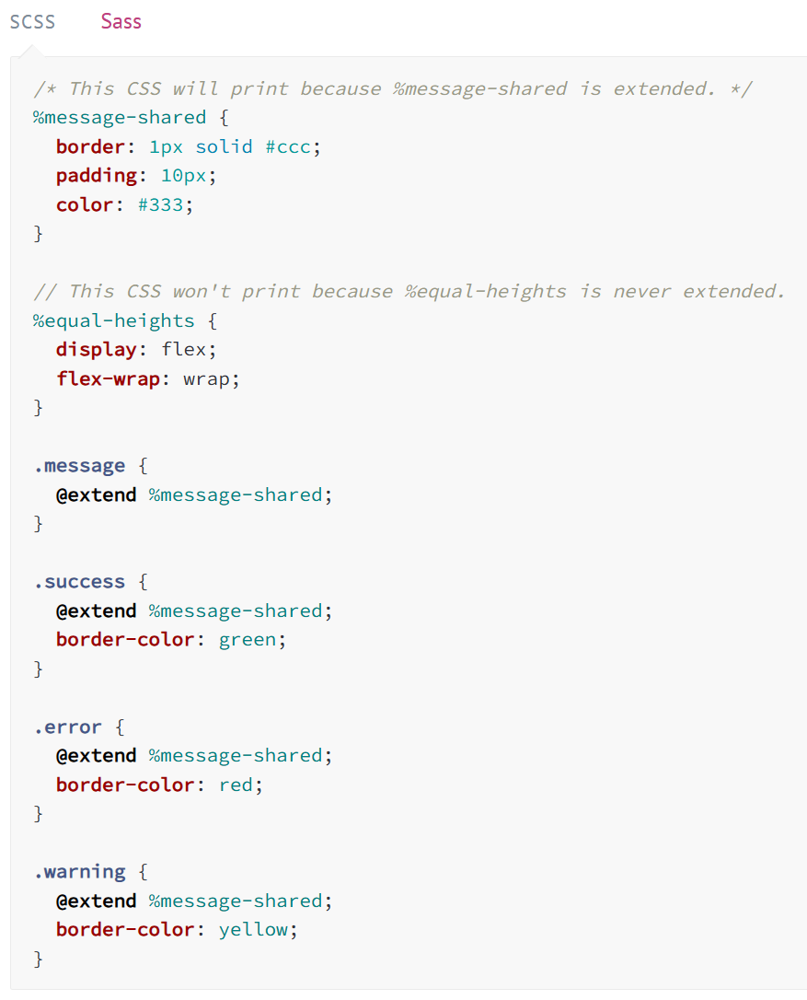 SCSS Sass
/* This CSS will print because %message-shared is extended. */
%message-shared {
  border: 1px solid #ccc;
  padding: 10px;
  color: #333;
}

// This CSS won't print because %equal-heights is never extended.
%equal-heights {
  display: flex;
  flex-wrap: wrap;
}

.message {
  @extend %message-shared;
}

.success {
  @extend %message-shared;
  border-color: green;
}

.error {
  @extend %message-shared;
  border-color: red;
}

.warning {
  @extend %message-shared;
  border-color: yellow;
}